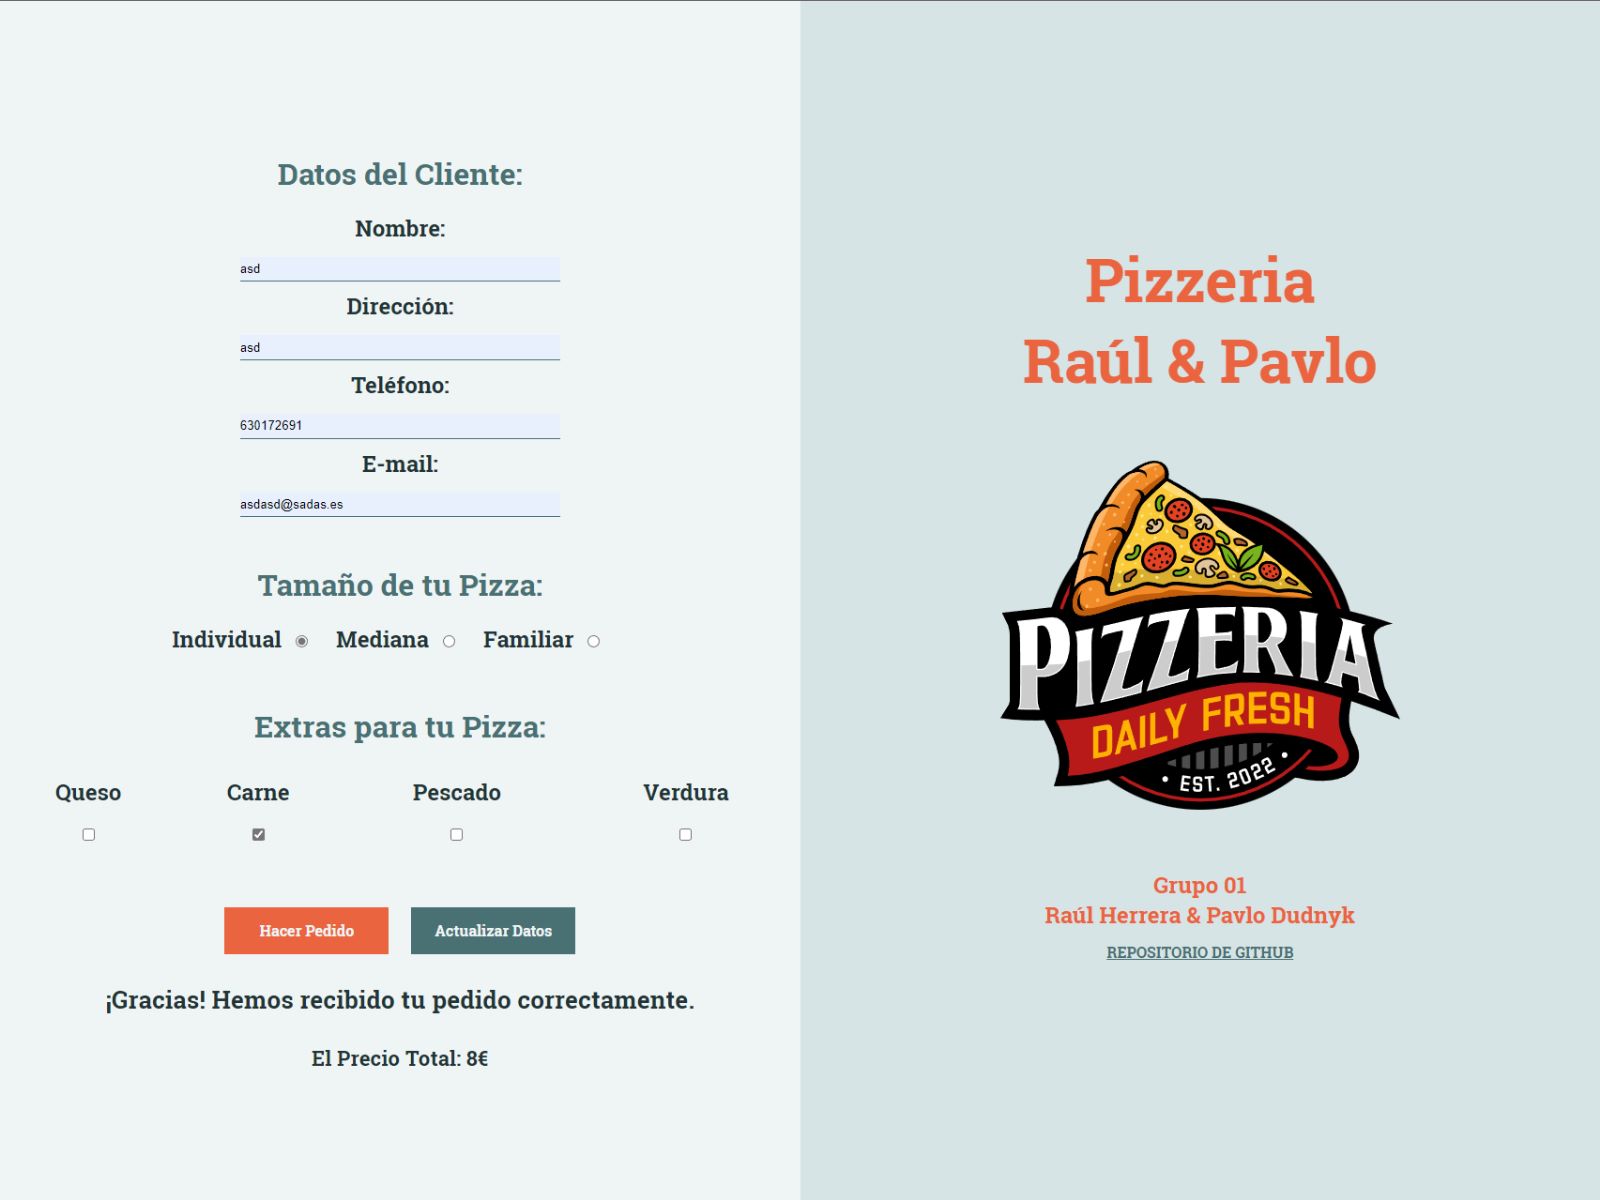 Datos del Cliente:
Nombre:
asd
Dirección:
asd
Teléfono:
630172691
E-mail:
asdasd@sadas.es
Tamaño de tu Pizza:
Individual Mediana Familiar
Extras para tu Pizza:
Queso Carne Pescado Verdura
Hacer Pedido Actualizar Datos
¡Gracias! Hemos recibido tu pedido correctamente.
El Precio Total: 8€
Pizzeria
Raúl & Pavlo
PIZZERIA
DAILY FRESH
• EST. 2022 •
Grupo 01
Raúl Herrera & Pavlo Dudnyk
REPOSITORIO DE GITHUB